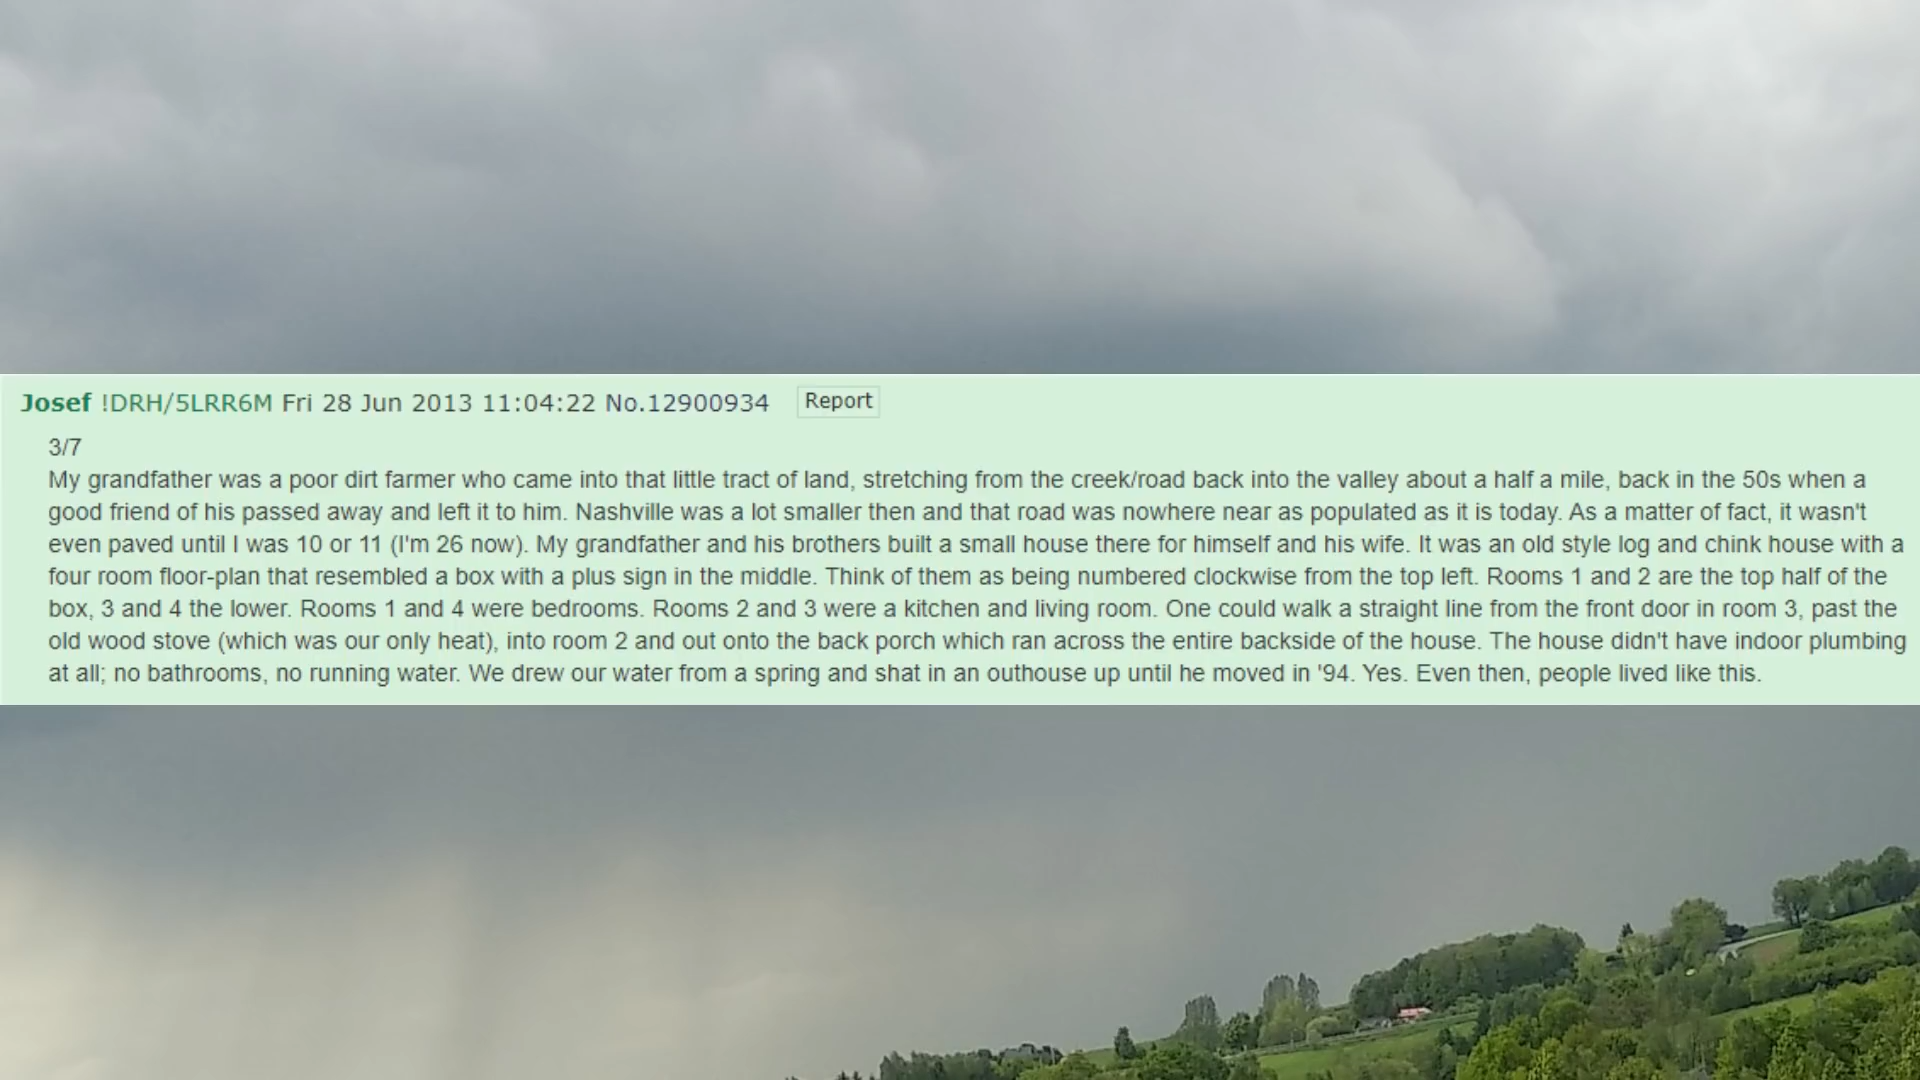 Josef !DRH/5LRR6M Fri 28 Jun 2013 11:04:22 No.12900934 Report
3/7
My grandfather was a poor dirt farmer who came into that little tract of land, stretching from the creek/road back into the valley about a half a mile, back in the 50s when a
good friend of his passed away and left it to him. Nashville was a lot smaller then and that road was nowhere near as populated as it is today. As a matter of fact, it wasn't
even paved until I was 10 or 11 (I'm 26 now). My grandfather and his brothers built a small house there for himself and his wife. It was an old style log and chink house with a
four room floor-plan that resembled a box with a plus sign in the middle. Think of them as being numbered clockwise from the top left. Rooms 1 and 2 are the top half of the
box, 3 and 4 the lower. Rooms 1 and 4 were bedrooms. Rooms 2 and 3 were a kitchen and living room. One could walk a straight line from the front door in room 3, past the
old wood stove (which was our only heat), into room 2 and out onto the back porch which ran across the entire backside of the house. The house didn't have indoor plumbing
at all; no bathrooms, no running water. We drew our water from a spring and shat in an outhouse up until he moved in '94. Yes. Even then, people lived like this.